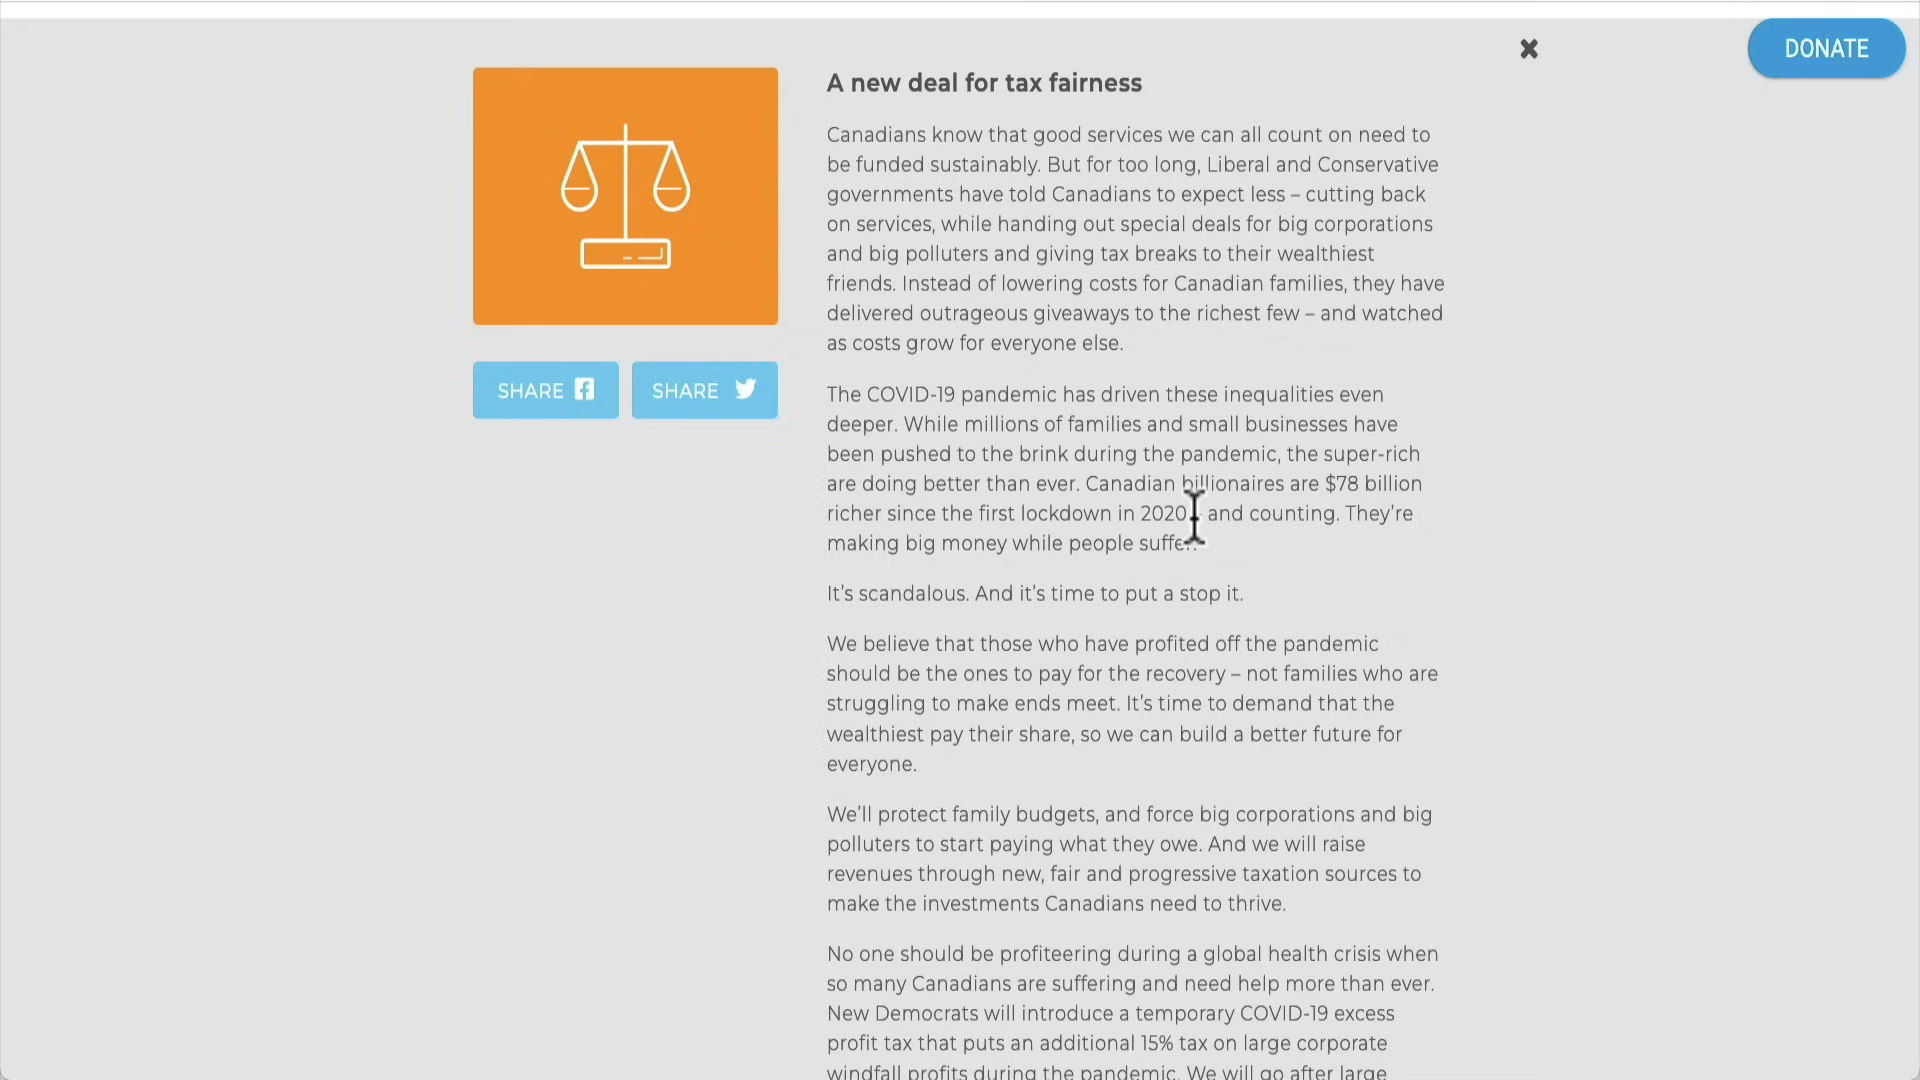 DONATE
A new deal for tax fairness
Canadians know that good services we can all count on need to
be funded sustainably. But for too long, Liberal and Conservative
governments have told Canadians to expect less – cutting back
on services, while handing out special deals for big corporations
and big polluters and giving tax breaks to their wealthiest
friends. Instead of lowering costs for Canadian families, they have
delivered outrageous giveaways to the richest few – and watched
as costs grow for everyone else.
SHARE
SHARE
The COVID-19 pandemic has driven these inequalities even
deeper. While millions of families and small businesses have
been pushed to the brink during the pandemic, the super-rich
are doing better than ever. Canadian billionaires are $78 billion
richer since the first lockdown in 2020 – and counting. They're
making big money while people suffer.
It's scandalous. And it's time to put a stop it.
We believe that those who have profited off the pandemic
should be the ones to pay for the recovery – not families who are
struggling to make ends meet. It's time to demand that the
wealthiest pay their share, so we can build a better future for
everyone.
We'll protect family budgets, and force big corporations and big
polluters to start paying what they owe. And we will raise
revenues through new, fair and progressive taxation sources to
make the investments Canadians need to thrive.
No one should be profiteering during a global health crisis when
so many Canadians are suffering and need help more than ever.
New Democrats will introduce a temporary COVID-19 excess
profit tax that puts an additional 15% tax on large corporate
windfall profits during the pandemic. We will go after large